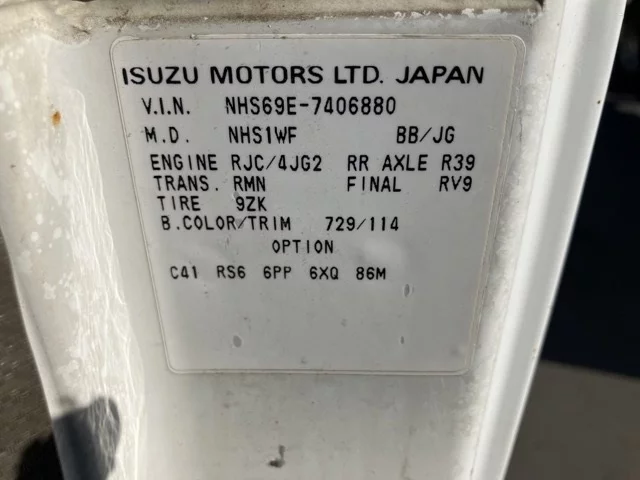 ISUZU MOTORS LTD. JAPAN
V.I.N. NHS69E-7406880
M.D. NHS1WF BB/JG
ENGINE RJC/4JG2 RR AXLE R39
TRANS. RMN FINAL RV9
TIRE 9ZK
B.COLOR/TRIM 729/114
OPTION
C41 RS6 6PP 6XQ 86M